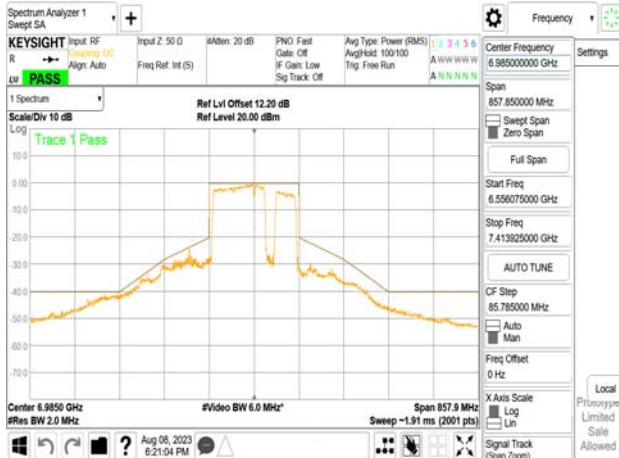 Spectrum Analyzer 1
Swept SA
Frequency
KEYSIGHT
R
LV
PASS
Input: RF
Coupling: DC
Align: Auto
Input Z: 50 Ω
Freq Ref: Int (S)
#Atten: 20 dB
PNO: Fast
Gate: Off
IF Gain: Low
Sig Track: Off
Avg Type: Power (RMS)
Avg|Hold: 100/100
Trig: Free Run
1 2 3 4 5 6
A W W W W W
A N N N N N
1 Spectrum
Scale/Div 10 dB
Ref Lvl Offset 12.20 dB
Ref Level 20.00 dBm
Log
Trace 1 Pass
10.0
0.00
-10.0
-20.0
-30.0
-40.0
-50.0
-60.0
-70.0
Center 6.9850 GHz
#Res BW 2.0 MHz
#Video BW 6.0 MHz*
Span 857.9 MHz
Sweep ~1.91 ms (2001 pts)
Aug 08, 2023
6:21:04 PM
Center Frequency
6.985000000 GHz
Settings
Span
857.850000 MHz
Swept Span
Zero Span
Full Span
Start Freq
6.556075000 GHz
Stop Freq
7.413925000 GHz
AUTO TUNE
CF Step
85.785000 MHz
Auto
Man
Freq Offset
0 Hz
X Axis Scale
Log
Lin
Signal Track
(Span Zoom)
Local
Prototype
Limited
Sale
Allowed